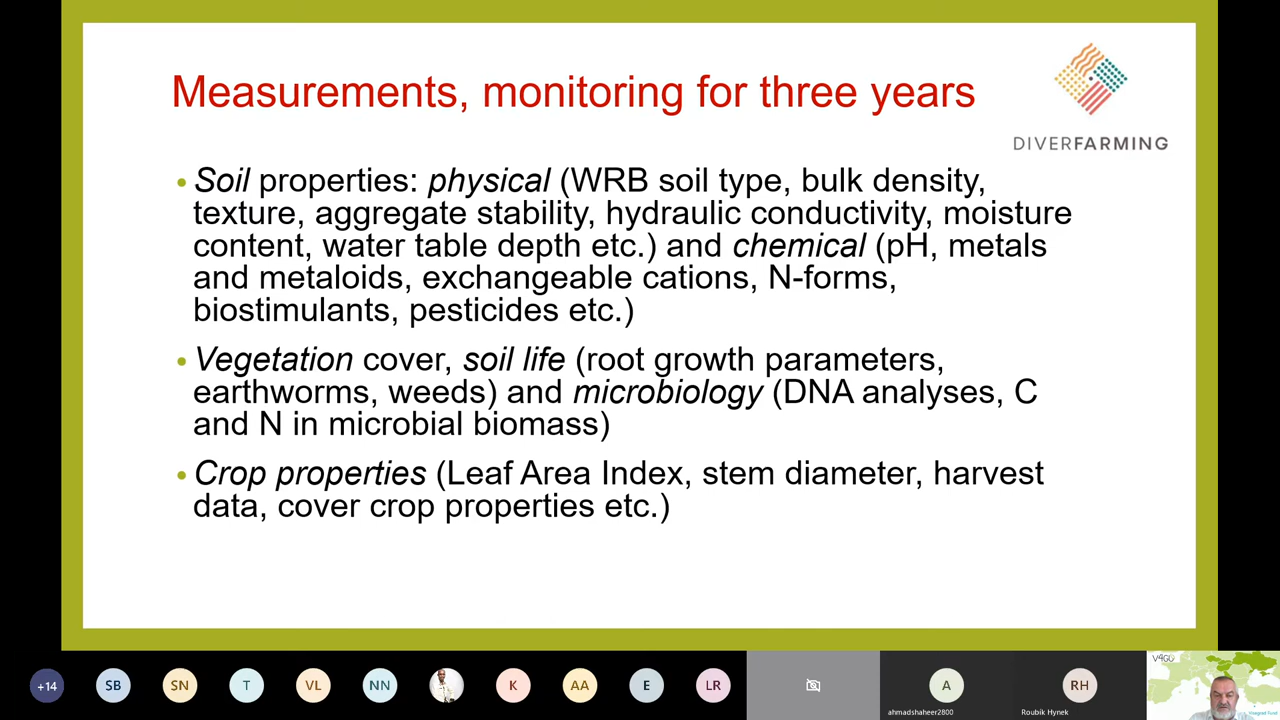 Measurements, monitoring for three years
DIVERFARMING
• Soil properties: physical (WRB soil type, bulk density,
texture, aggregate stability, hydraulic conductivity, moisture
content, water table depth etc.) and chemical (pH, metals
and metaloids, exchangeable cations, N-forms,
biostimulants, pesticides etc.)
• Vegetation cover, soil life (root growth parameters,
earthworms, weeds) and microbiology (DNA analyses, C
and N in microbial biomass)
• Crop properties (Leaf Area Index, stem diameter, harvest
data, cover crop properties etc.)
+14
SB
SN
T
VL
NN
K
AA
E
LR
A
ahmadshaheer2800
RH
Roubík Hynek
Visegrad Fund